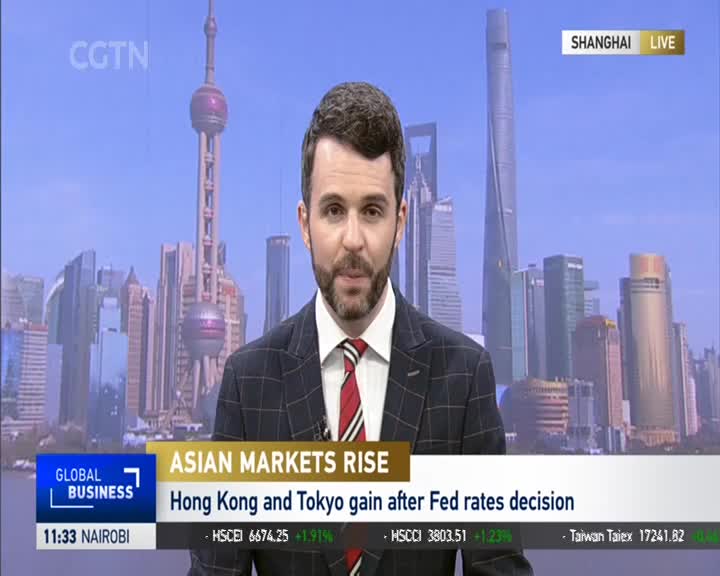 CGTN
SHANGHAI LIVE
ASIAN MARKETS RISE
GLOBAL
BUSINESS
Hong Kong and Tokyo gain after Fed rates decision
11:33 NAIROBI
- HSCEI 6674.25 +1.91% - HSCCI 3803.51 +1.23% - Taiwan Taiex 17241.82